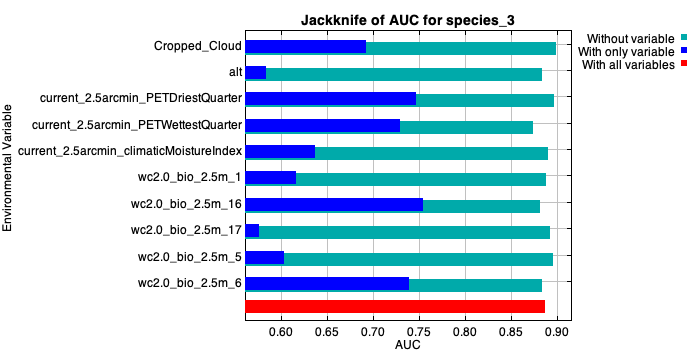 Jackknife of AUC for species_3
Without variable
With only variable
With all variables
Environmental Variable
Cropped_Cloud
alt
current_2.5arcmin_PETDriestQuarter
current_2.5arcmin_PETWettestQuarter
current_2.5arcmin_climaticMoistureIndex
wc2.0_bio_2.5m_1
wc2.0_bio_2.5m_16
wc2.0_bio_2.5m_17
wc2.0_bio_2.5m_5
wc2.0_bio_2.5m_6
0.60 0.65 0.70 0.75 0.80 0.85 0.90
AUC